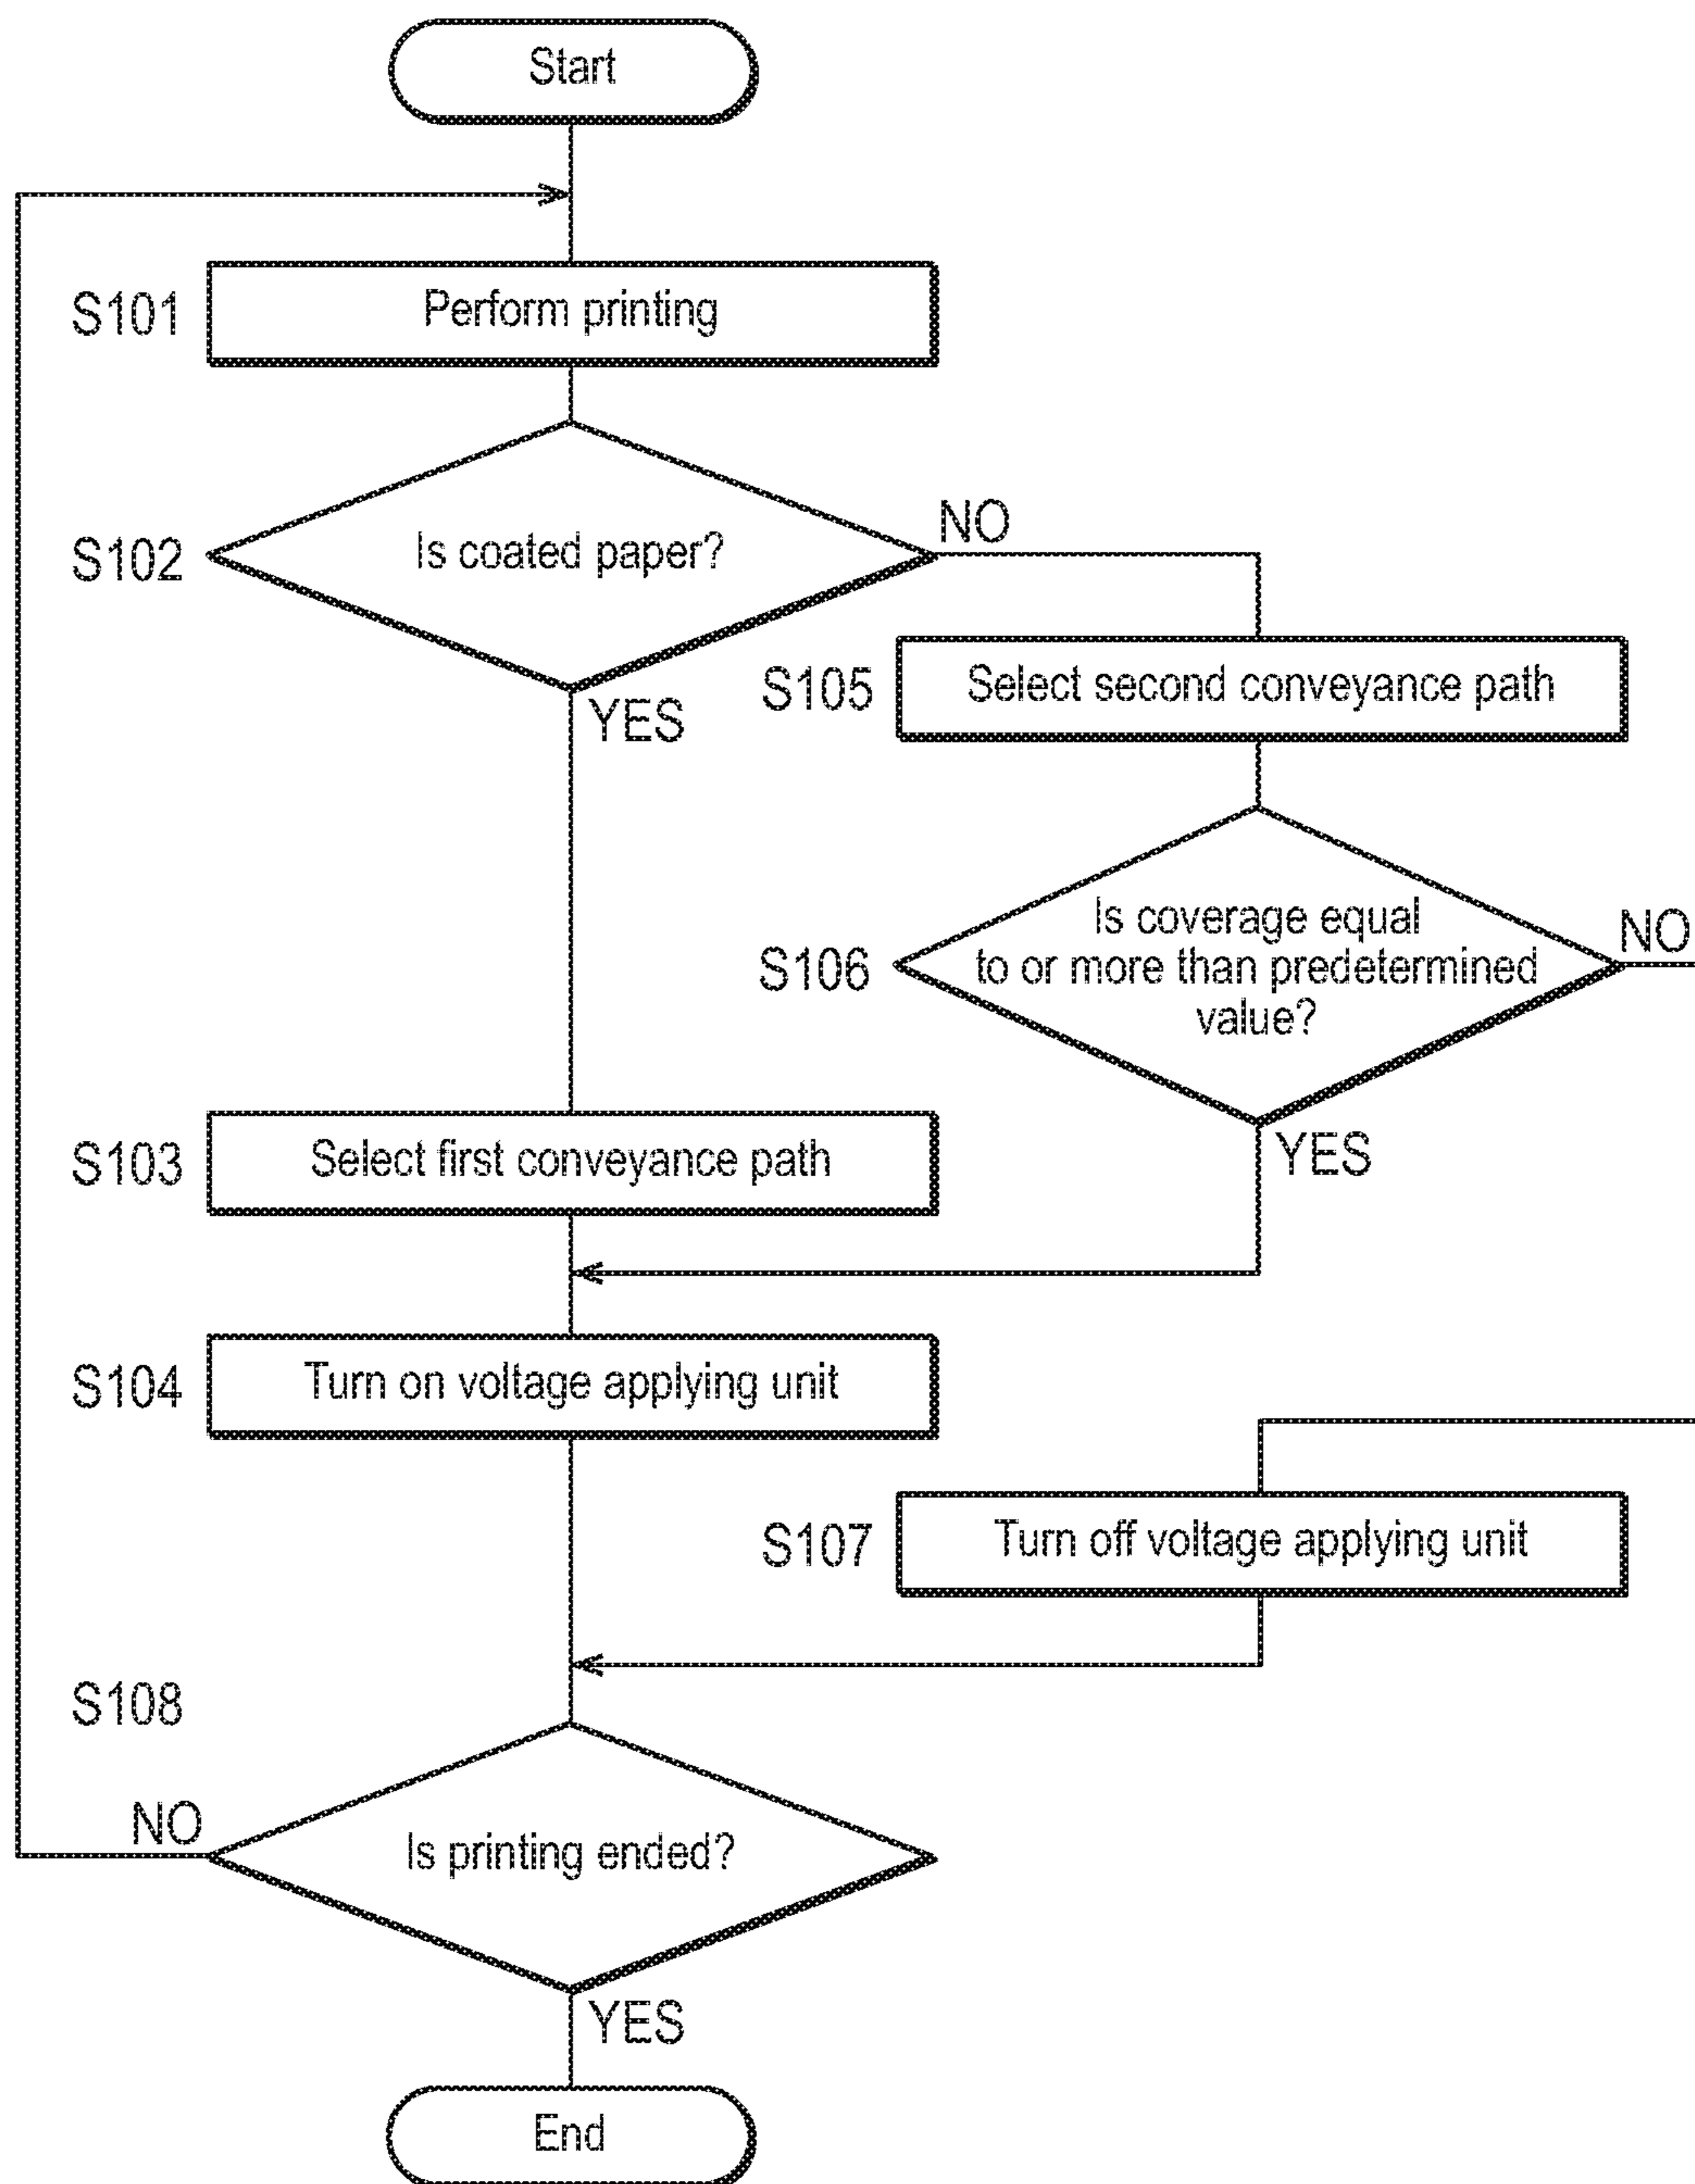 Start
S101
Perform printing
S102
Is coated paper?
NO
YES
S105
Select second conveyance path
S106
Is coverage equal
to or more than predetermined
value?
NO
YES
S103
Select first conveyance path
S104
Turn on voltage applying unit
S107
Turn off voltage applying unit
S108
NO
Is printing ended?
YES
End